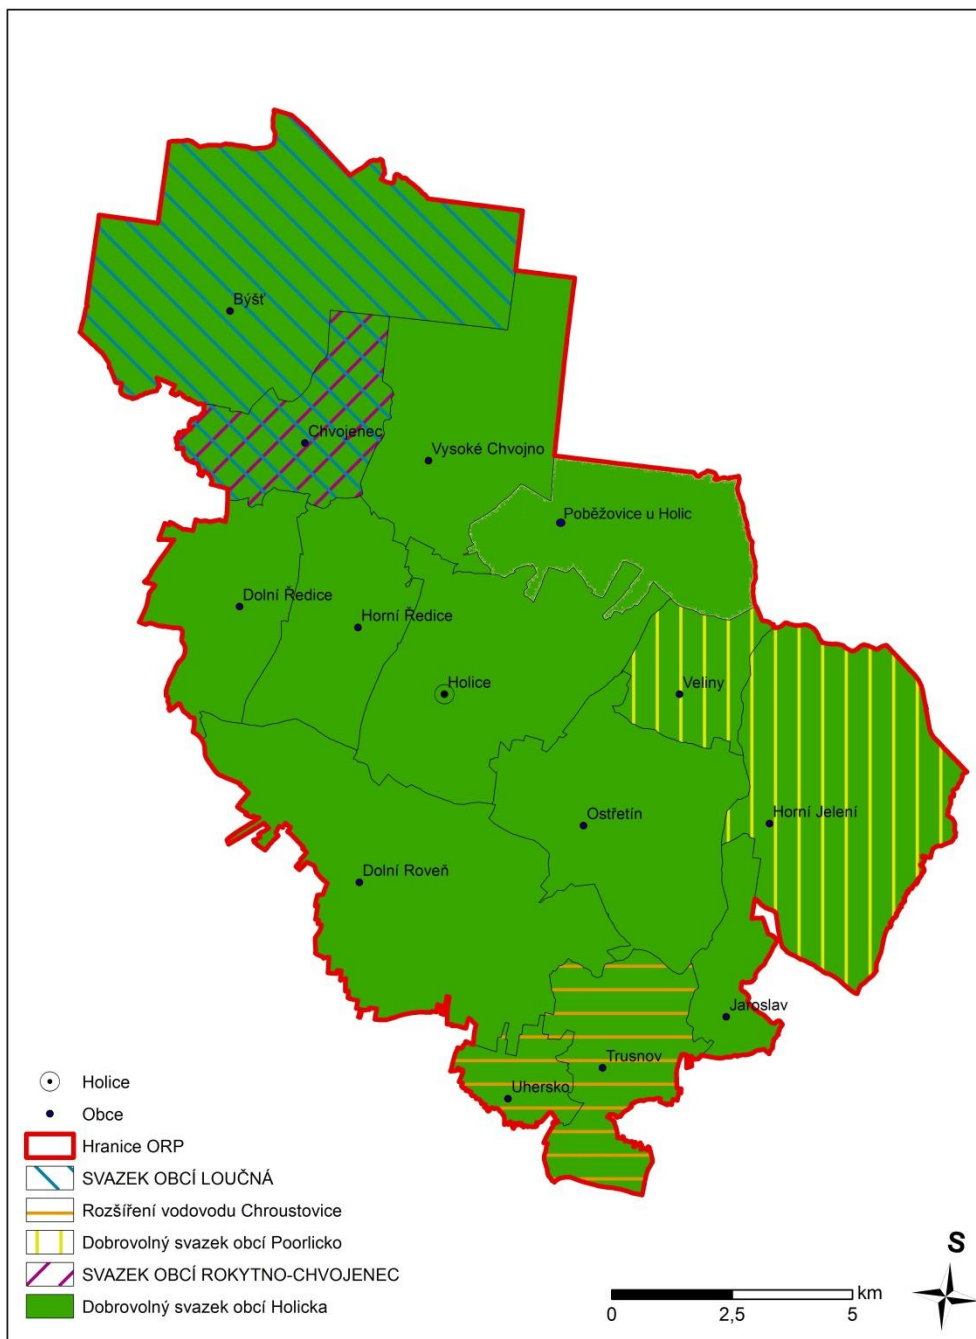 Býšť
Chvojenec
Vysoké Chvojno
Poběžovice u Holic
Dolní Ředice
Horní Ředice
Holice
Veliny
Ostřetín
Horní Jelení
Dolní Roveň
Jaroslav
Trusnov
Uhersko
Holice
Obce
Hranice ORP
SVAZEK OBCÍ LOUČNÁ
Rozšíření vodovodu Chroustovice
Dobrovolný svazek obcí Poorlicko
SVAZEK OBCÍ ROKYTNO-CHVOJENEC
Dobrovolný svazek obcí Holicka
S
km
0 2,5 5